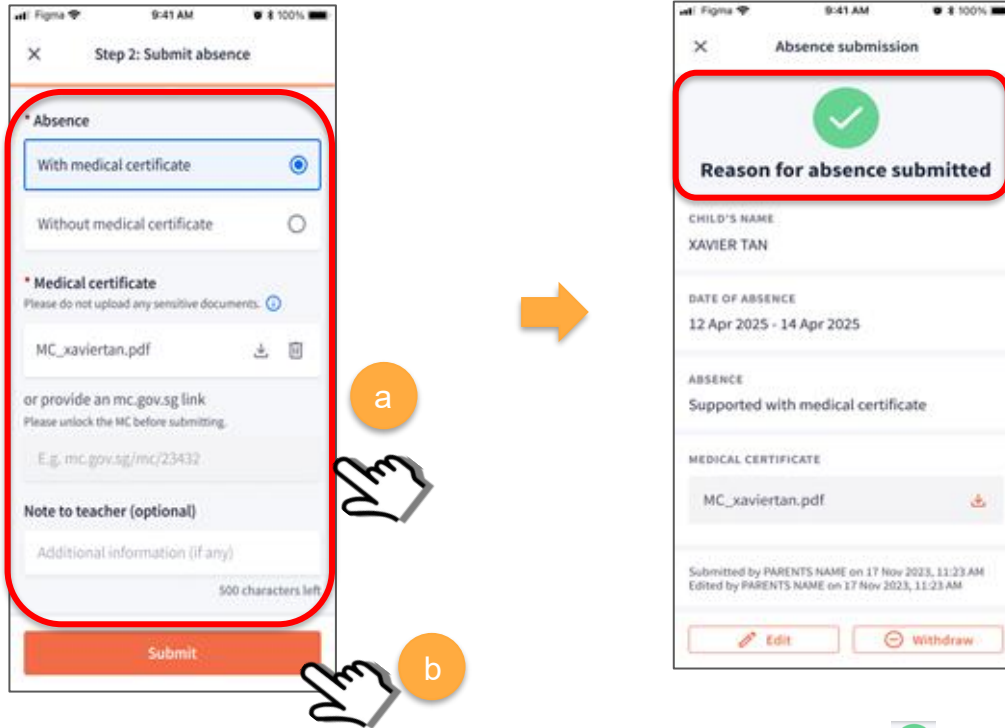 Figma 9:41 AM 100%
Step 2: Submit absence
* Absence
With medical certificate
Without medical certificate
* Medical certificate
Please do not upload any sensitive documents.
MC_xaviertan.pdf
or provide an mc.gov.sg link
Please unlock the MC before submitting.
E.g. mc.gov.sg/mc/23432
Note to teacher (optional)
Additional information (if any)
500 characters left
Submit
a
b
Figma 9:41 AM 100%
Absence submission
Reason for absence submitted
CHILD'S NAME
XAVIER TAN
DATE OF ABSENCE
12 Apr 2025 - 14 Apr 2025
ABSENCE
Supported with medical certificate
MEDICAL CERTIFICATE
MC_xaviertan.pdf
Submitted by PARENTS NAME on 17 Nov 2023, 11:23 AM
Edited by PARENTS NAME on 17 Nov 2023, 11:23 AM
Edit
Withdraw